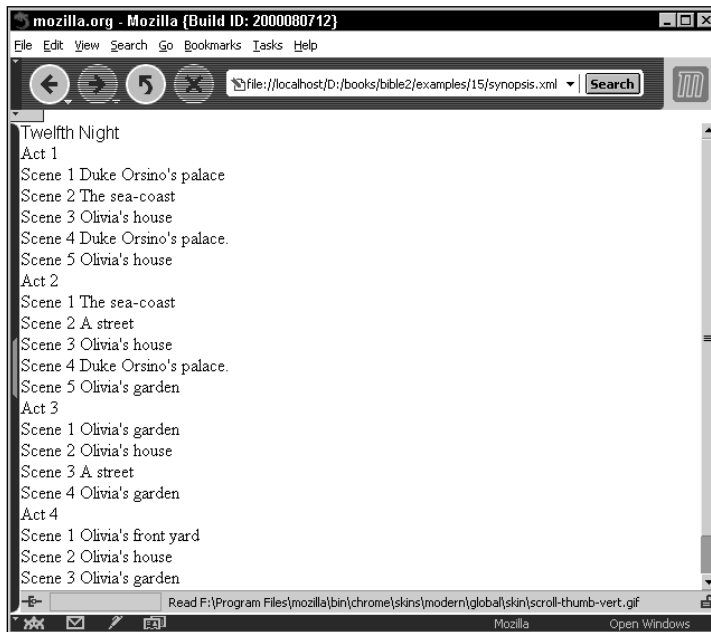 mozilla.org - Mozilla {Build ID: 2000080712}
File Edit View Search Go Bookmarks Tasks Help
file://localhost/D:/books/bible2/examples/15/synopsis.xml Search
Twelfth Night
Act 1
Scene 1 Duke Orsino's palace
Scene 2 The sea-coast
Scene 3 Olivia's house
Scene 4 Duke Orsino's palace.
Scene 5 Olivia's house
Act 2
Scene 1 The sea-coast
Scene 2 A street
Scene 3 Olivia's house
Scene 4 Duke Orsino's palace.
Scene 5 Olivia's garden
Act 3
Scene 1 Olivia's garden
Scene 2 Olivia's house
Scene 3 A street
Scene 4 Olivia's garden
Act 4
Scene 1 Olivia's front yard
Scene 2 Olivia's house
Scene 3 Olivia's garden
Read F:\Program Files\mozilla\bin\chrome\skins\modern\global\skin\scroll-thumb-vert.gif
Mozilla Open Windows